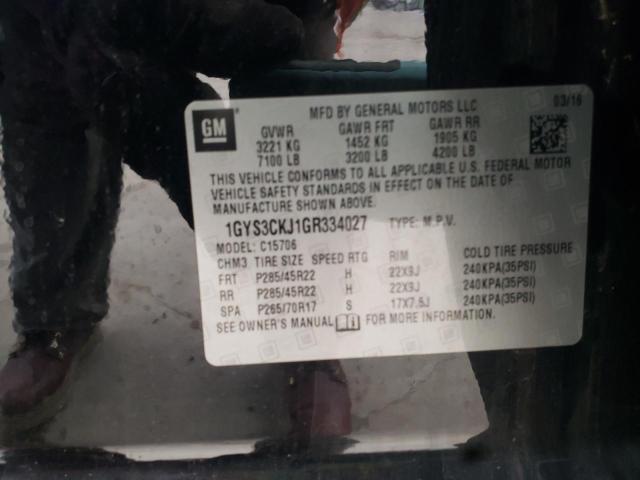 GM
MFD BY GENERAL MOTORS LLC 03/16
GVWR GAWR FRT GAWR RR
3221 KG 1452 KG 1905 KG
7100 LB 3200 LB 4200 LB
THIS VEHICLE CONFORMS TO ALL APPLICABLE U.S. FEDERAL MOTOR
VEHICLE SAFETY STANDARDS IN EFFECT ON THE DATE OF
MANUFACTURE SHOWN ABOVE.
1GYS3CKJ1GR334027 TYPE: M.P.V.
MODEL: C15706
CHM3 TIRE SIZE SPEED RTG RIM COLD TIRE PRESSURE
FRT P285/45R22 H 22X9J 240KPA(35PSI)
RR P285/45R22 H 22X9J 240KPA(35PSI)
SPA P265/70R17 S 17X7.5J 240KPA(35PSI)
SEE OWNER'S MANUAL FOR MORE INFORMATION.